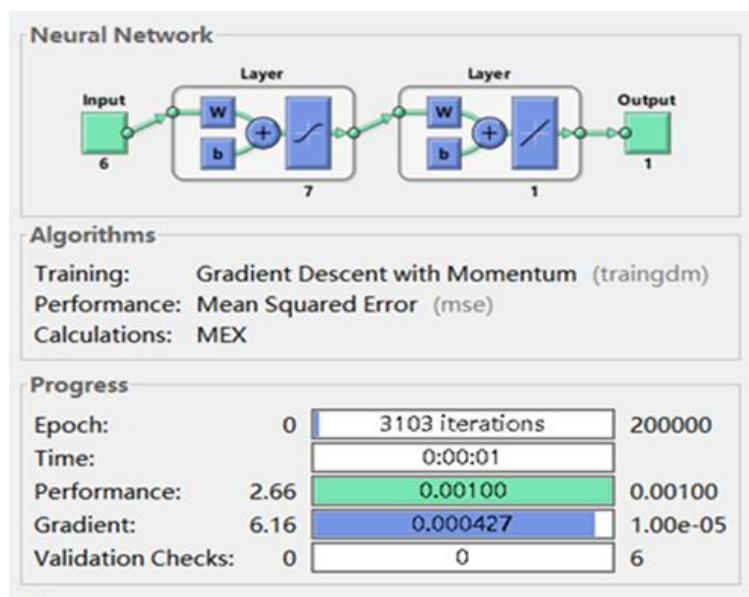 Neural Network
Layer Layer
Input Output
W W
+ +
b b
6 1
7 1
Algorithms
Training: Gradient Descent with Momentum (traingdm)
Performance: Mean Squared Error (mse)
Calculations: MEX
Progress
Epoch: 0 3103 iterations 200000
Time: 0:00:01
Performance: 2.66 0.00100 0.00100
Gradient: 6.16 0.000427 1.00e-05
Validation Checks: 0 0 6